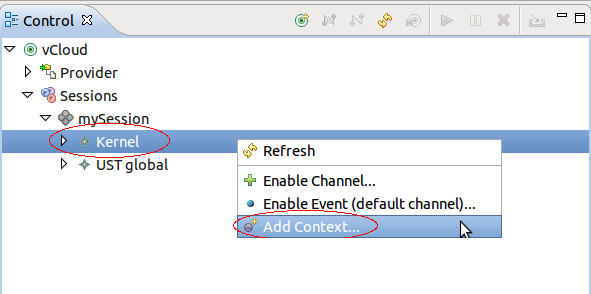 Control
vCloud
Provider
Sessions
mySession
Kernel
UST global
Refresh
Enable Channel...
Enable Event (default channel)...
Add Context...